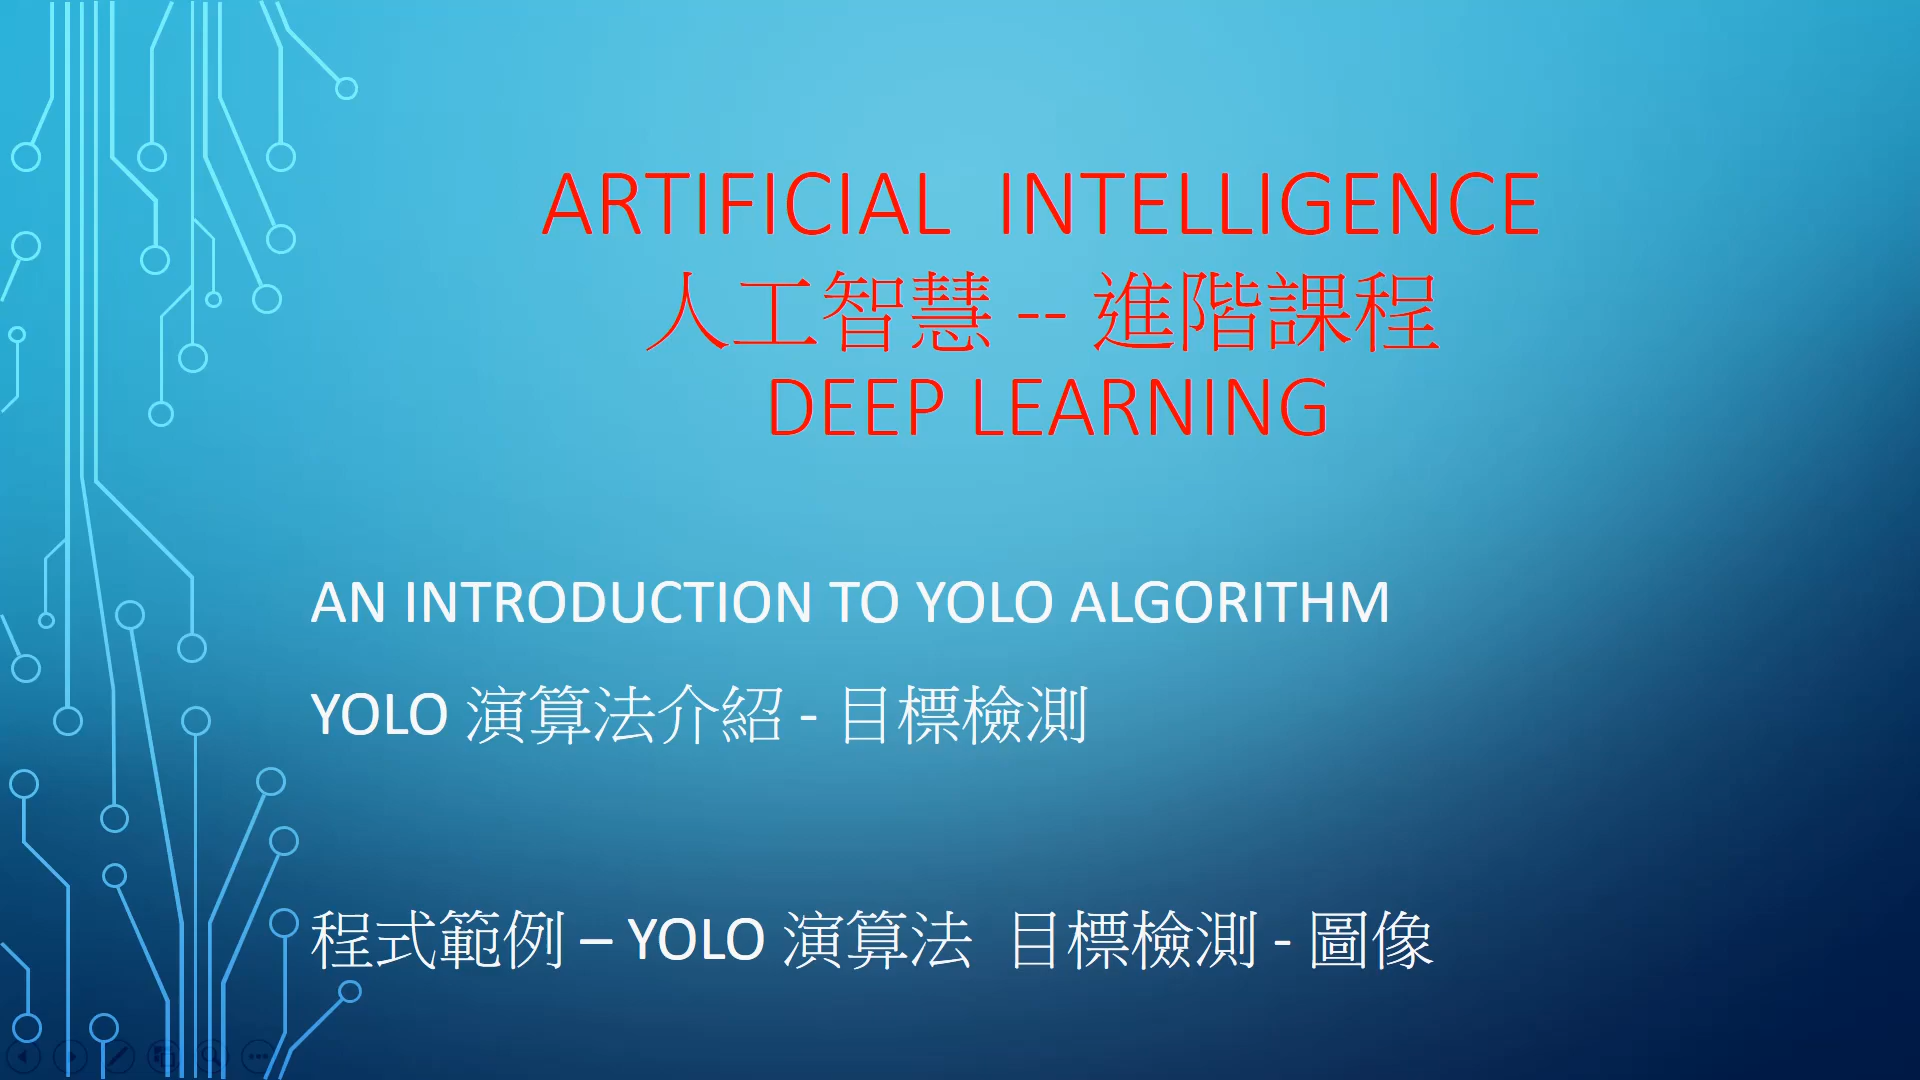 ARTIFICIAL INTELLIGENCE
人工智慧 -- 進階課程
DEEP LEARNING
AN INTRODUCTION TO YOLO ALGORITHM
YOLO 演算法介紹 - 目標檢測
程式範例 – YOLO 演算法 目標檢測 - 圖像